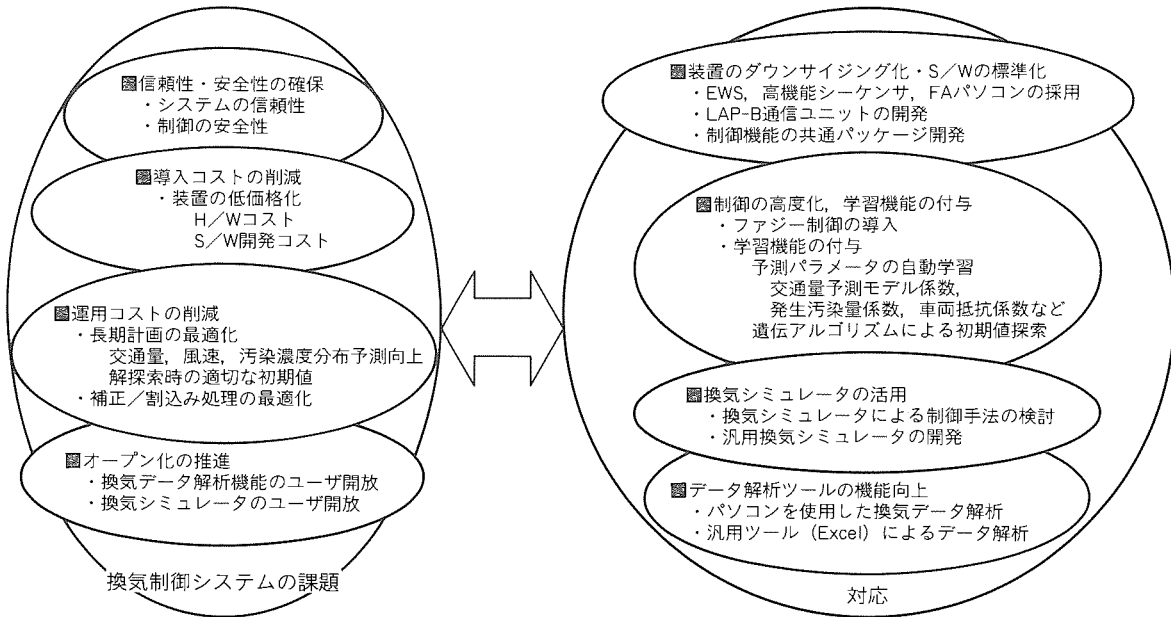 ▩信頼性・安全性の確保
・システムの信頼性
・制御の安全性
▩導入コストの削減
・装置の低価格化
H／Wコスト
S／W開発コスト
▩運用コストの削減
・長期計画の最適化
交通量，風速，汚染濃度分布予測向上
解探索時の適切な初期値
・補正／割込み処理の最適化
▩オープン化の推進
・換気データ解析機能のユーザ開放
・換気シミュレータのユーザ開放
換気制御システムの課題
▩装置のダウンサイジング化・S／Wの標準化
・EWS，高機能シーケンサ，FAパソコンの採用
・LAP-B通信ユニットの開発
・制御機能の共通パッケージ開発
▩制御の高度化，学習機能の付与
・ファジー制御の導入
・学習機能の付与
予測パラメータの自動学習
交通量予測モデル係数，
発生汚染量係数，車両抵抗係数など
遺伝アルゴリズムによる初期値探索
▩換気シミュレータの活用
・換気シミュレータによる制御手法の検討
・汎用換気シミュレータの開発
▩データ解析ツールの機能向上
・パソコンを使用した換気データ解析
・汎用ツール（Excel）によるデータ解析
対応